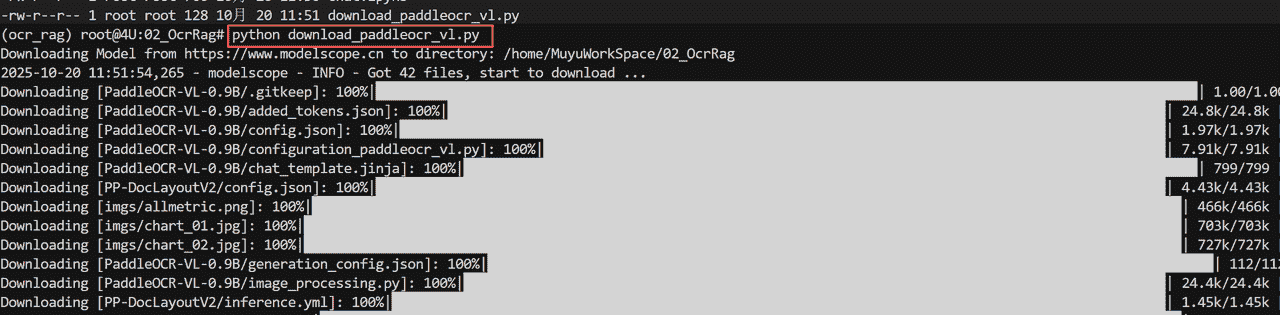 -rw-r--r-- 1 root root 128 10月 20 11:51 download_paddleocr_vl.py
(ocr_rag) root@4U:02_OcrRag# python download_paddleocr_vl.py
Downloading Model from https://www.modelscope.cn to directory: /home/MuyuWorkSpace/02_OcrRag
2025-10-20 11:51:54,265 - modelscope - INFO - Got 42 files, start to download ...
Downloading [PaddleOCR-VL-0.9B/.gitkeep]: 100%| | 1.00/1.00
Downloading [PaddleOCR-VL-0.9B/added_tokens.json]: 100%| | 24.8k/24.8k
Downloading [PaddleOCR-VL-0.9B/config.json]: 100%| | 1.97k/1.97k
Downloading [PaddleOCR-VL-0.9B/configuration_paddleocr_vl.py]: 100%| | 7.91k/7.91k
Downloading [PaddleOCR-VL-0.9B/chat_template.jinja]: 100%| | 799/799
Downloading [PP-DocLayoutV2/config.json]: 100%| | 4.43k/4.43k
Downloading [imgs/allmetric.png]: 100%| | 466k/466k
Downloading [imgs/chart_01.jpg]: 100%| | 703k/703k
Downloading [imgs/chart_02.jpg]: 100%| | 727k/727k
Downloading [PaddleOCR-VL-0.9B/generation_config.json]: 100%| | 112/112
Downloading [PaddleOCR-VL-0.9B/image_processing.py]: 100%| | 24.4k/24.4k
Downloading [PP-DocLayoutV2/inference.yml]: 100%| | 1.45k/1.45k